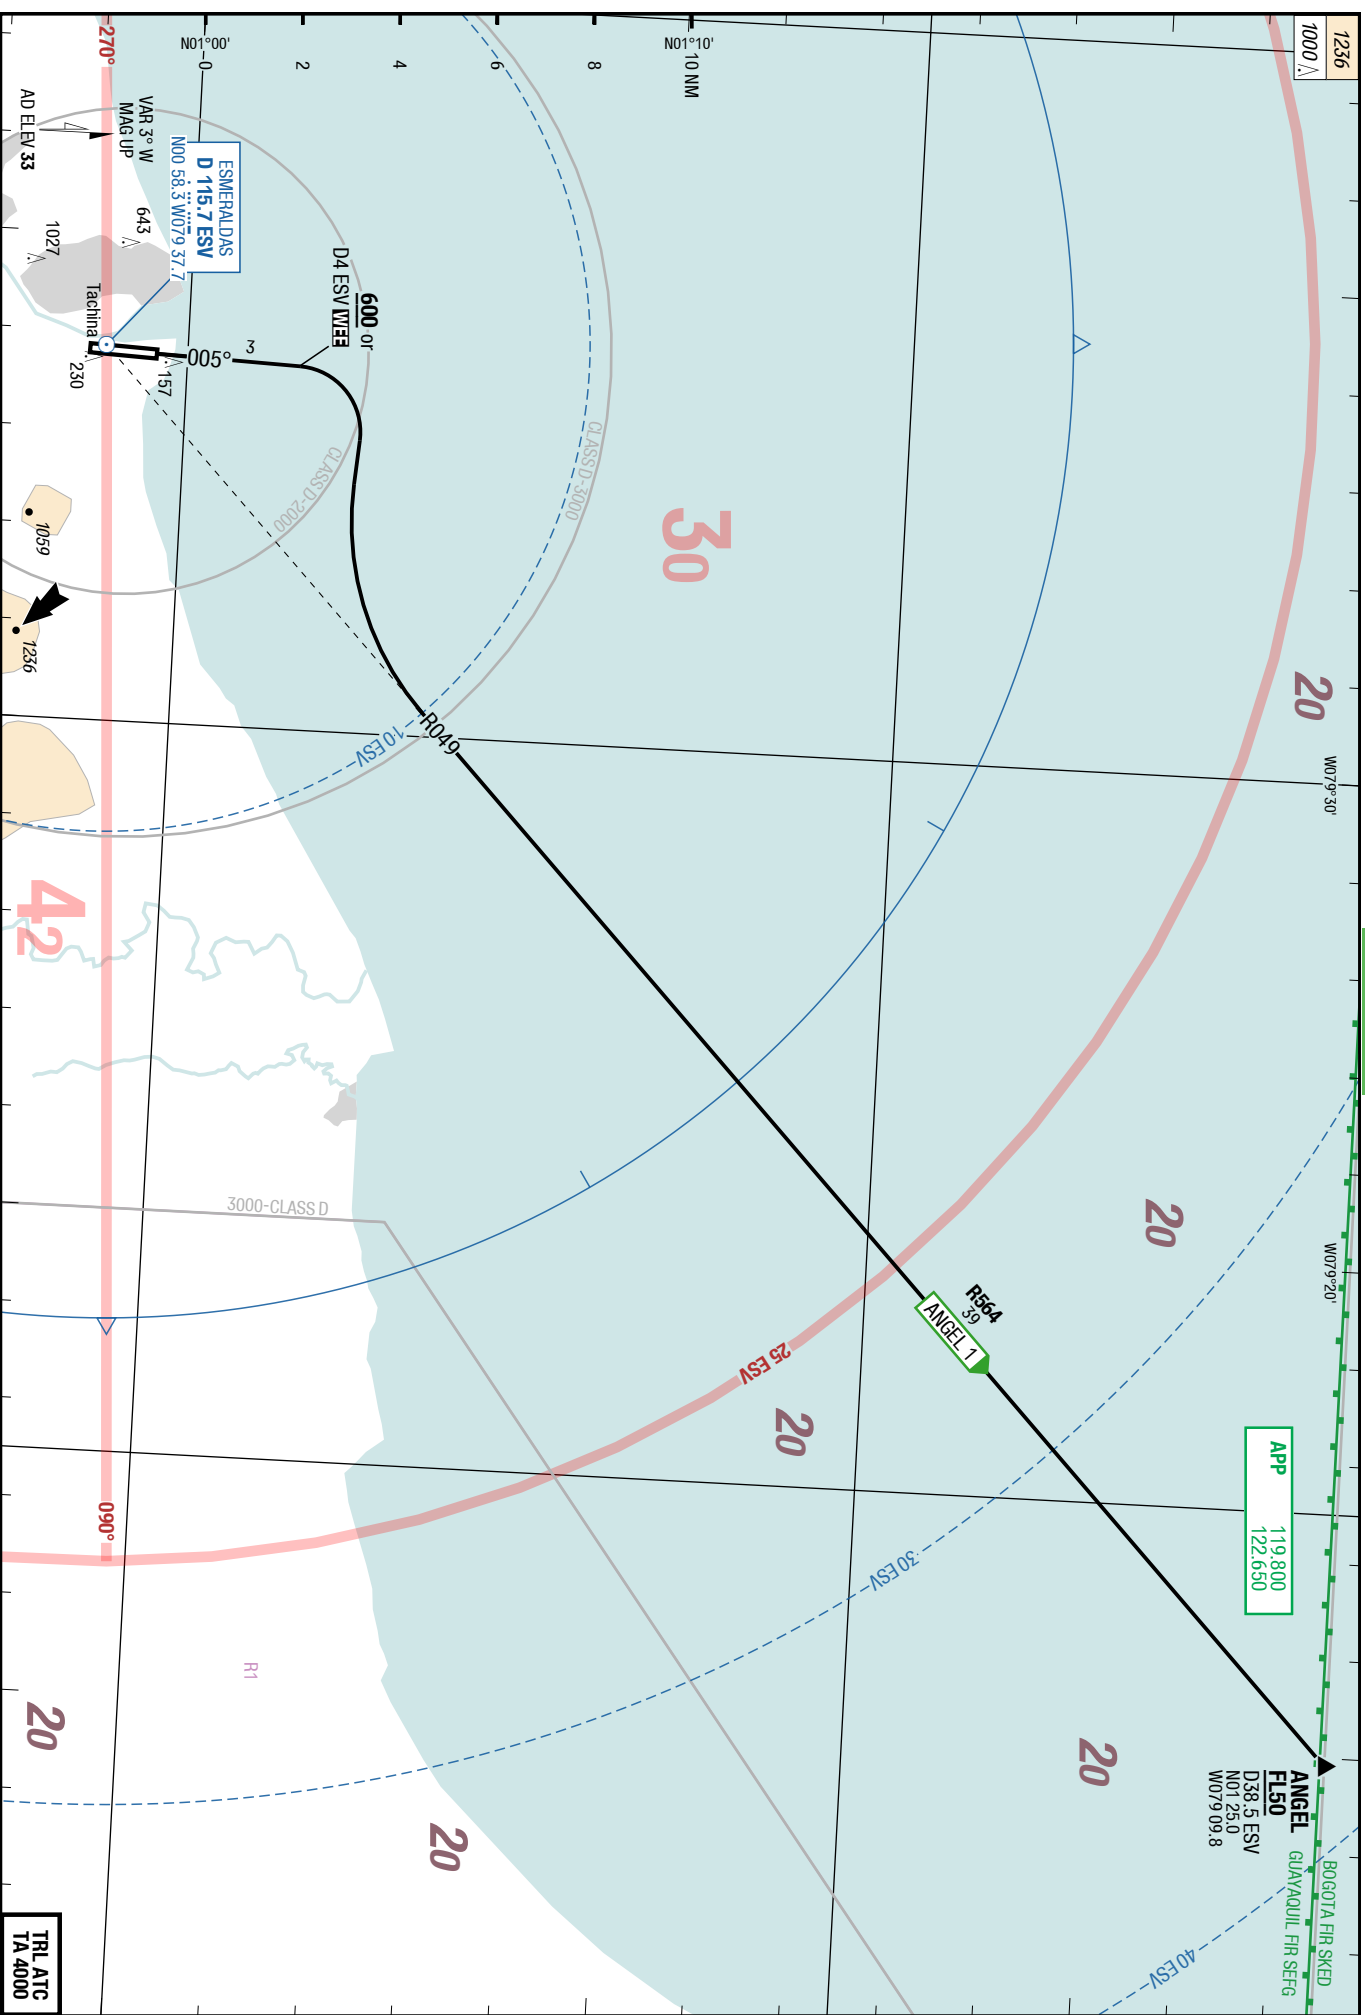 1236
1000
270°
N01°00'
0
2
4
6
8
N01°10'
10 NM
VAR 3° W
MAG UP
AD ELEV 33
ESMERALDAS
D 115.7 ESV
N00 58.3 W079 37.7
643
1027
Tachina
230
157
005°
3
600 or
D4 ESV WEE
CLASS D-2000
CLASS D-3000
30
1059
1236
R049
10 ESV
20
W079°30'
42
3000-CLASS D
20
W079°20'
R564
39
ANGEL 1
25 ESV
20
APP 119.800
122.650
090°
30 ESV
R1
20
20
20
ANGEL
FL50
D38.5 ESV
N01 25.0
W079 09.8
BOGOTA FIR SKED
GUAYAQUIL FIR SEFG
40 ESV
TRL ATC
TA 4000